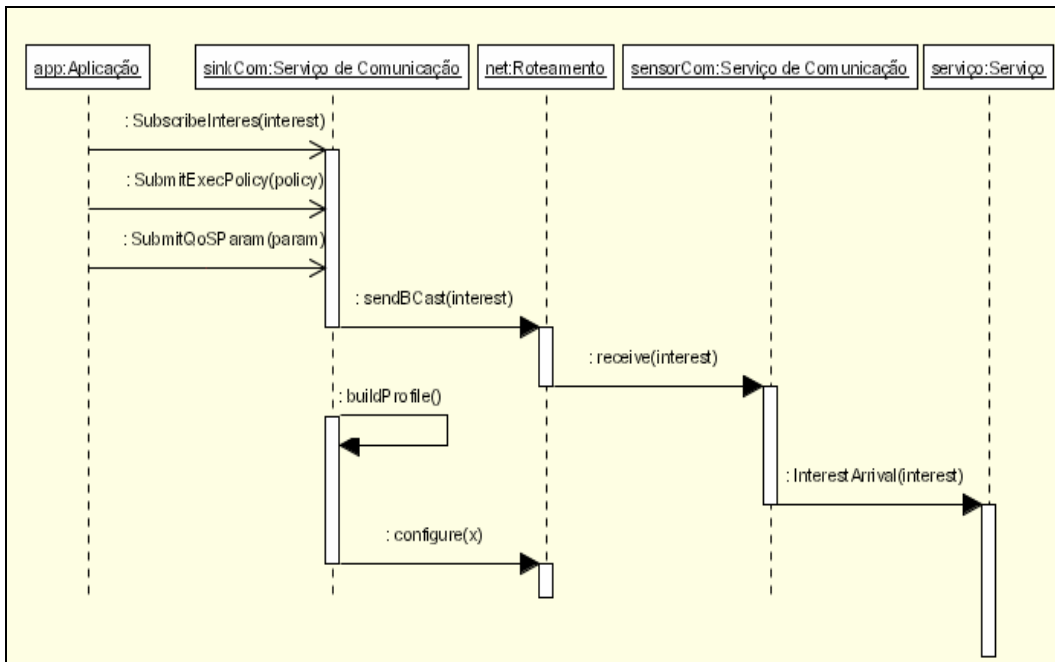 app:Aplicação
sinkCom:Serviço de Comunicação
net:Roteamento
sensorCom:Serviço de Comunicação
serviço:Serviço
: SubscribeInteres(interest)
: SubmitExecPolicy(policy)
: SubmitQoSParam(param)
: sendBCast(interest)
: receive(interest)
: buildProfile()
: InterestArrival(interest)
: configure(x)